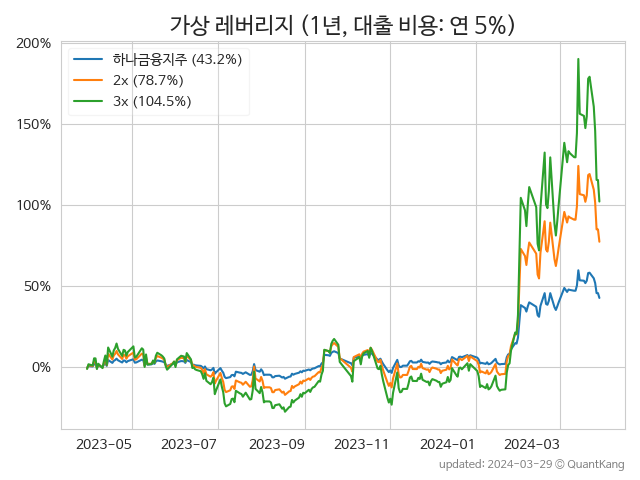 가상 레버리지 (1년, 대출 비용: 연 5%)
200%
150%
100%
50%
0%
하나금융지주 (43.2%)
2x (78.7%)
3x (104.5%)
2023-05 2023-07 2023-09 2023-11 2024-01 2024-03
updated: 2024-03-29 © QuantKang